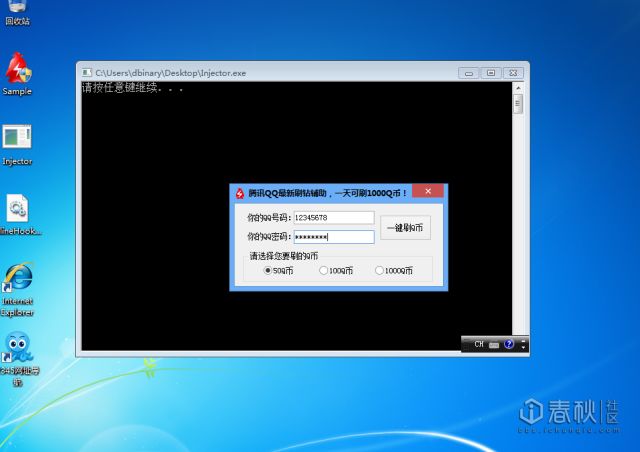 回收站
Sample
Injector
lineHook...
Internet
Explorer
345网址导
航
C:\Users\dbinary\Desktop\Injector.exe
请按任意键继续. . .
腾讯QQ最新刷钻辅助，一天可刷1000Q币！
你的QQ号码：
12345678
一键刷Q币
你的QQ密码：
********
请选择您要刷的Q币
50Q币
100Q币
1000Q币
CH
i春秋
社区
bbs.ichunqiu.com